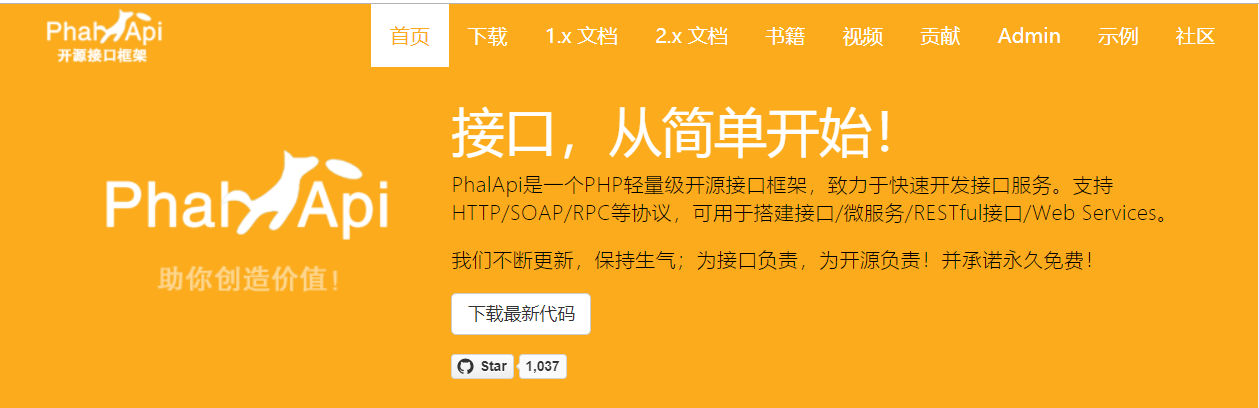 PhalApi
开源接口框架
首页 下载 1.x 文档 2.x 文档 书籍 视频 贡献 Admin 示例 社区
PhalApi
助你创造价值!
接口，从简单开始！
PhalApi是一个PHP轻量级开源接口框架，致力于快速开发接口服务。支持
HTTP/SOAP/RPC等协议，可用于搭建接口/微服务/RESTful接口/Web Services。
我们不断更新，保持生气；为接口负责，为开源负责！并承诺永久免费！
下载最新代码
Star 1,037